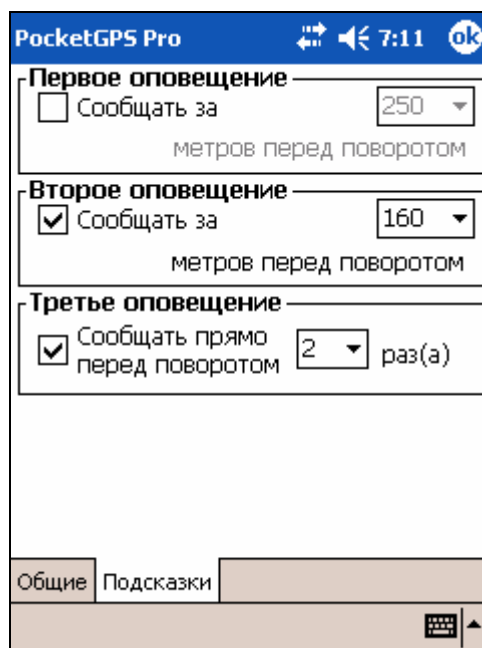 PocketGPS Pro 7:11 ok
Первое оповещение
Сообщать за 250
метров перед поворотом
Второе оповещение
Сообщать за 160
метров перед поворотом
Третье оповещение
Сообщать прямо
перед поворотом 2 раз(а)
Общие Подсказки